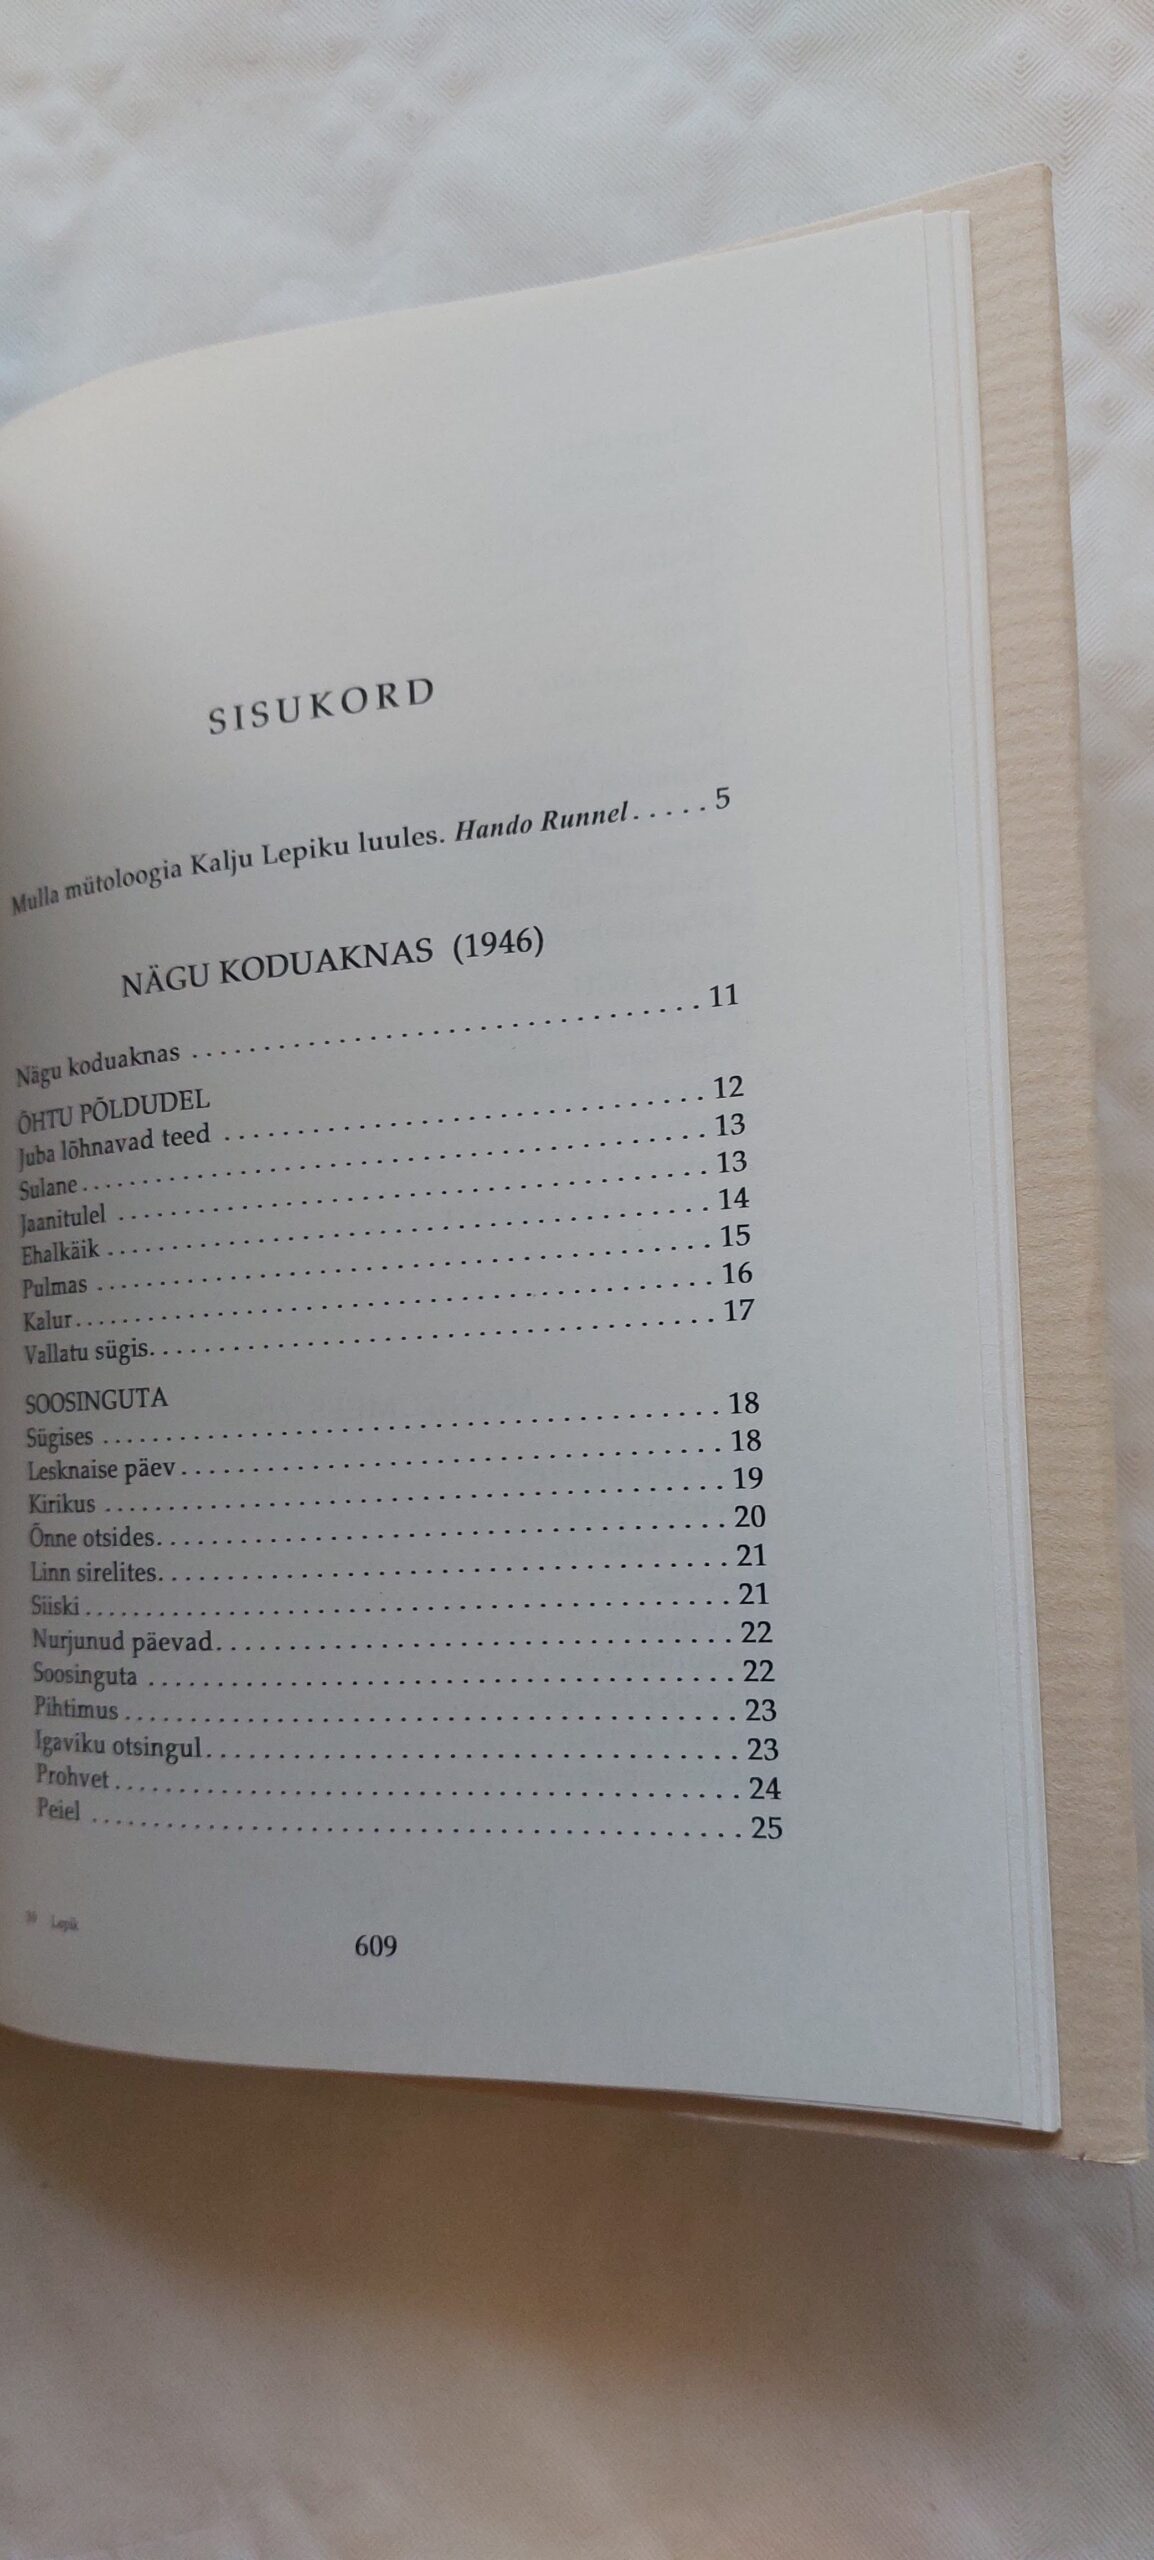 SISUKORD
Mulla mütoloogia Kalju Lepiku luules. Hando Runnel. . . . . 5
NÄGU KODUAKNAS (1946)
Nägu koduaknas . . . . . . . . . . . . . . . . . . . . 11
ÕHTU PÕLDUDEL
Juba lõhnavad teed . . . . . . . . . . . . . . . . . . . . 12
Sulane . . . . . . . . . . . . . . . . . . . . 13
Jaanitulel . . . . . . . . . . . . . . . . . . . . 13
Ehalkäik . . . . . . . . . . . . . . . . . . . . 14
Pulmas . . . . . . . . . . . . . . . . . . . . 15
Kalur . . . . . . . . . . . . . . . . . . . . 16
Vallatu sügis. . . . . . . . . . . . . . . . . . . . 17
SOOSINGUTA
Sügises . . . . . . . . . . . . . . . . . . . . 18
Lesknaise päev . . . . . . . . . . . . . . . . . . . . 18
Kirikus . . . . . . . . . . . . . . . . . . . . 19
Õnne otsides. . . . . . . . . . . . . . . . . . . . 20
Linn sirelites. . . . . . . . . . . . . . . . . . . . 21
Siiski . . . . . . . . . . . . . . . . . . . . 21
Nurjunud päevad. . . . . . . . . . . . . . . . . . . . 22
Soosinguta . . . . . . . . . . . . . . . . . . . . 22
Pihtimus . . . . . . . . . . . . . . . . . . . . 23
Igaviku otsingul . . . . . . . . . . . . . . . . . . . . 23
Prohvet . . . . . . . . . . . . . . . . . . . . 24
Peiel . . . . . . . . . . . . . . . . . . . . 25
Lepik
609